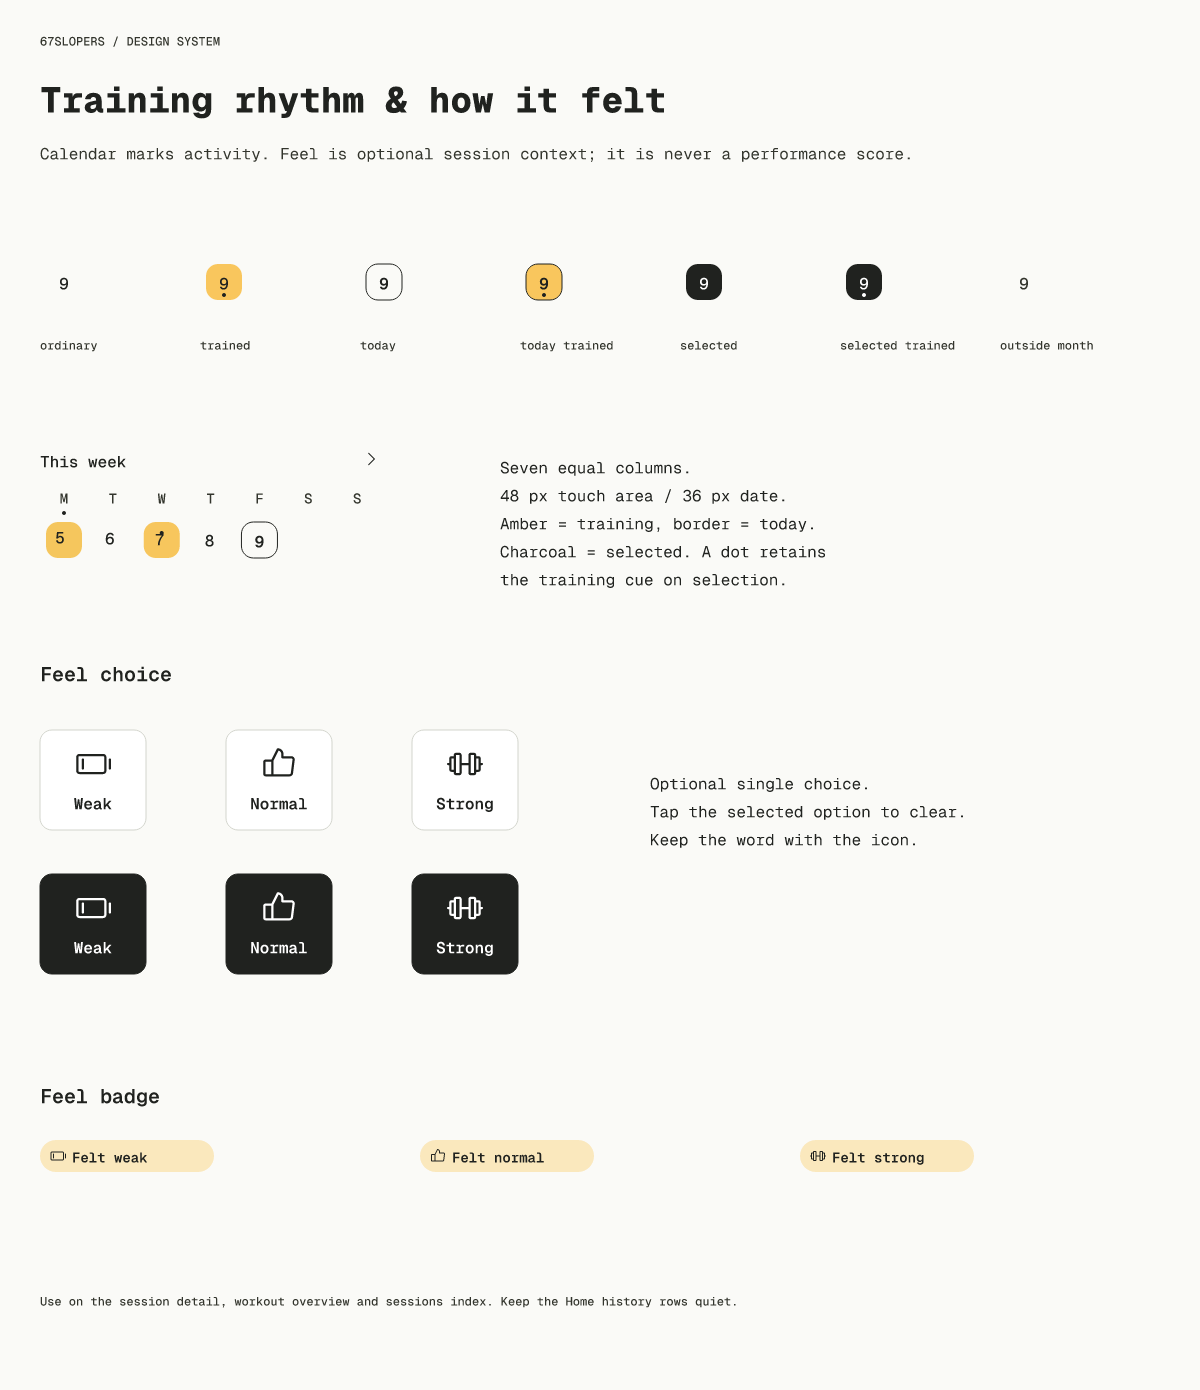 67SLOPERS / DESIGN SYSTEM
Training rhythm & how it felt
Calendar marks activity. Feel is optional session context; it is never a performance score.
9 9 9 9 9 9 9
ordinary trained today today trained selected selected trained outside month
This week
M T W T F S S
5 6 7 8 9
Seven equal columns.
48 px touch area / 36 px date.
Amber = training, border = today.
Charcoal = selected. A dot retains
the training cue on selection.
Feel choice
Weak Normal Strong
Optional single choice.
Tap the selected option to clear.
Keep the word with the icon.
Weak Normal Strong
Feel badge
Felt weak Felt normal Felt strong
Use on the session detail, workout overview and sessions index. Keep the Home history rows quiet.